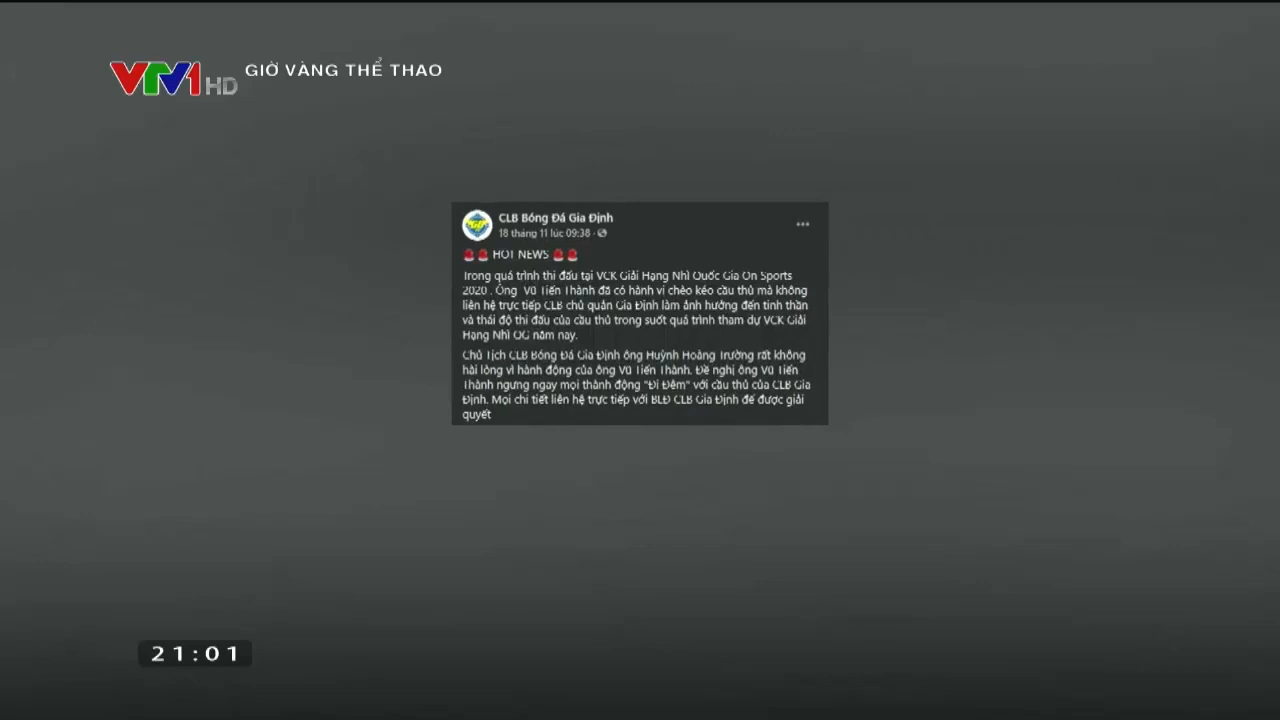 VTV1 HD
GIỜ VÀNG THỂ THAO
CLB Bóng Đá Gia Định
18 tháng 11 lúc 09:38 ·
HOT NEWS
Trong quá trình thi đấu tại VCK Giải Hạng Nhì Quốc Gia On Sports
2020 . Ông Vũ Tiến Thành đã có hành vi chèo kéo cầu thủ mà không
liên hệ trực tiếp CLB chủ quản Gia Định làm ảnh hưởng đến tinh thần
và thái độ thi đấu của cầu thủ trong suốt quá trình tham dự VCK Giải
Hạng Nhì QG năm nay.
Chủ Tịch CLB Bóng Đá Gia Định ông Huỳnh Hoàng Trường rất không
hài lòng vì hành động của ông Vũ Tiến Thành. Đề nghị ông Vũ Tiến
Thành ngưng ngay mọi thành động "Đi Đêm" với cầu thủ của CLB Gia
Định. Mọi chi tiết liên hệ trực tiếp với BLĐ CLB Gia Định để được giải
quyết
21:01